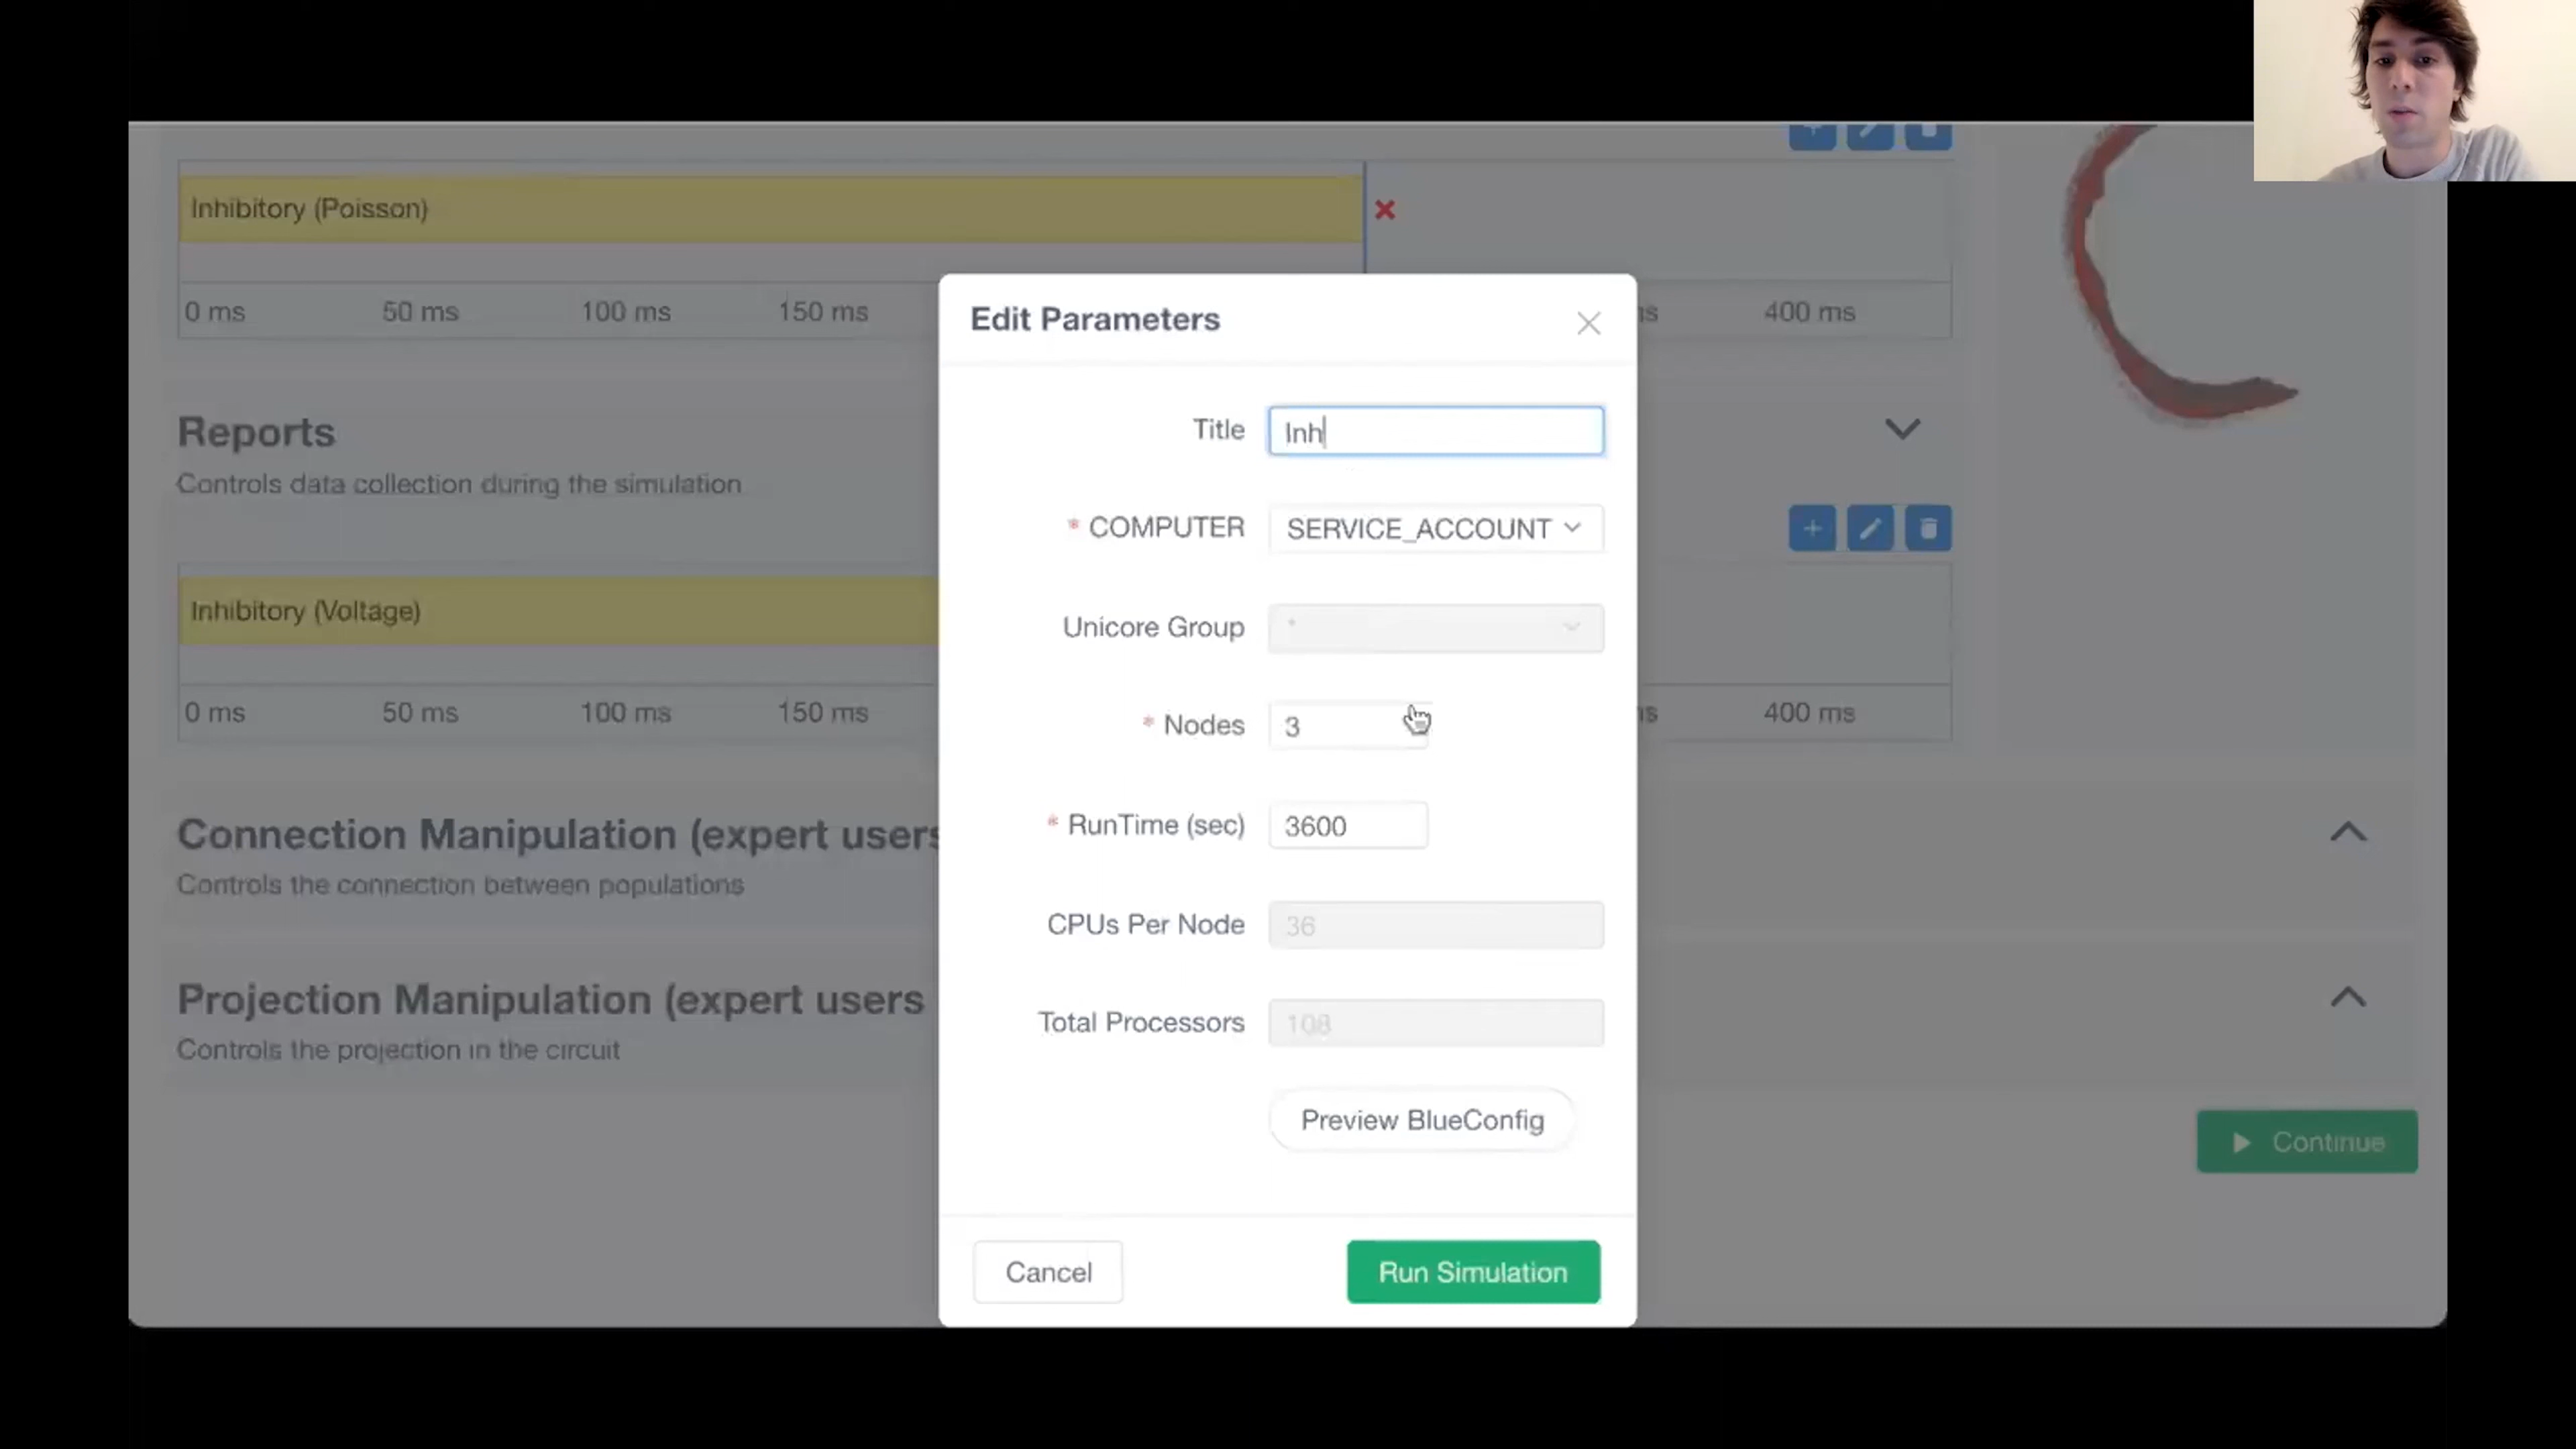 Inhibitory (Poisson)
0 ms 50 ms 100 ms 150 ms 400 ms
Reports
Controls data collection during the simulation
Inhibitory (Voltage)
0 ms 50 ms 100 ms 150 ms 400 ms
Connection Manipulation (expert users
Controls the connection between populations
Projection Manipulation (expert users
Controls the projection in the circuit
Continue
Edit Parameters
Title Inh
* COMPUTER SERVICE_ACCOUNT
Unicore Group *
* Nodes 3
* RunTime (sec) 3600
CPUs Per Node 36
Total Processors 108
Preview BlueConfig
Cancel Run Simulation